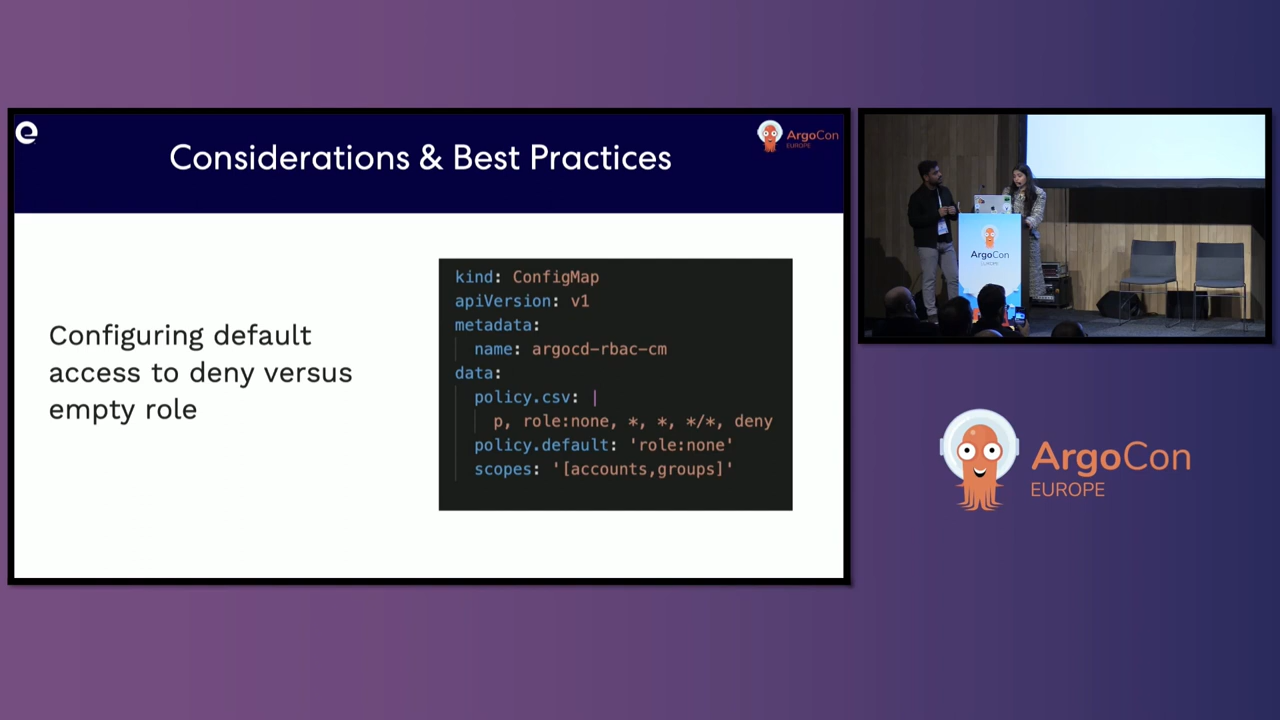 Considerations & Best Practices
ArgoCon
EUROPE
Configuring default
access to deny versus
empty role
kind: ConfigMap
apiVersion: v1
metadata:
name: argocd-rbac-cm
data:
policy.csv: |
p, role:none, *, *, */*, deny
policy.default: 'role:none'
scopes: '[accounts,groups]'
ArgoCon
EUROPE
ArgoCon
EUROPE